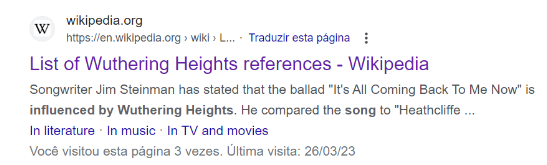 W
wikipedia.org
https://en.wikipedia.org › wiki › L... · Traduzir esta página
List of Wuthering Heights references - Wikipedia
Songwriter Jim Steinman has stated that the ballad "It's All Coming Back To Me Now" is
influenced by Wuthering Heights. He compared the song to "Heathcliffe ...
In literature · In music · In TV and movies
Você visitou esta página 3 vezes. Última visita: 26/03/23